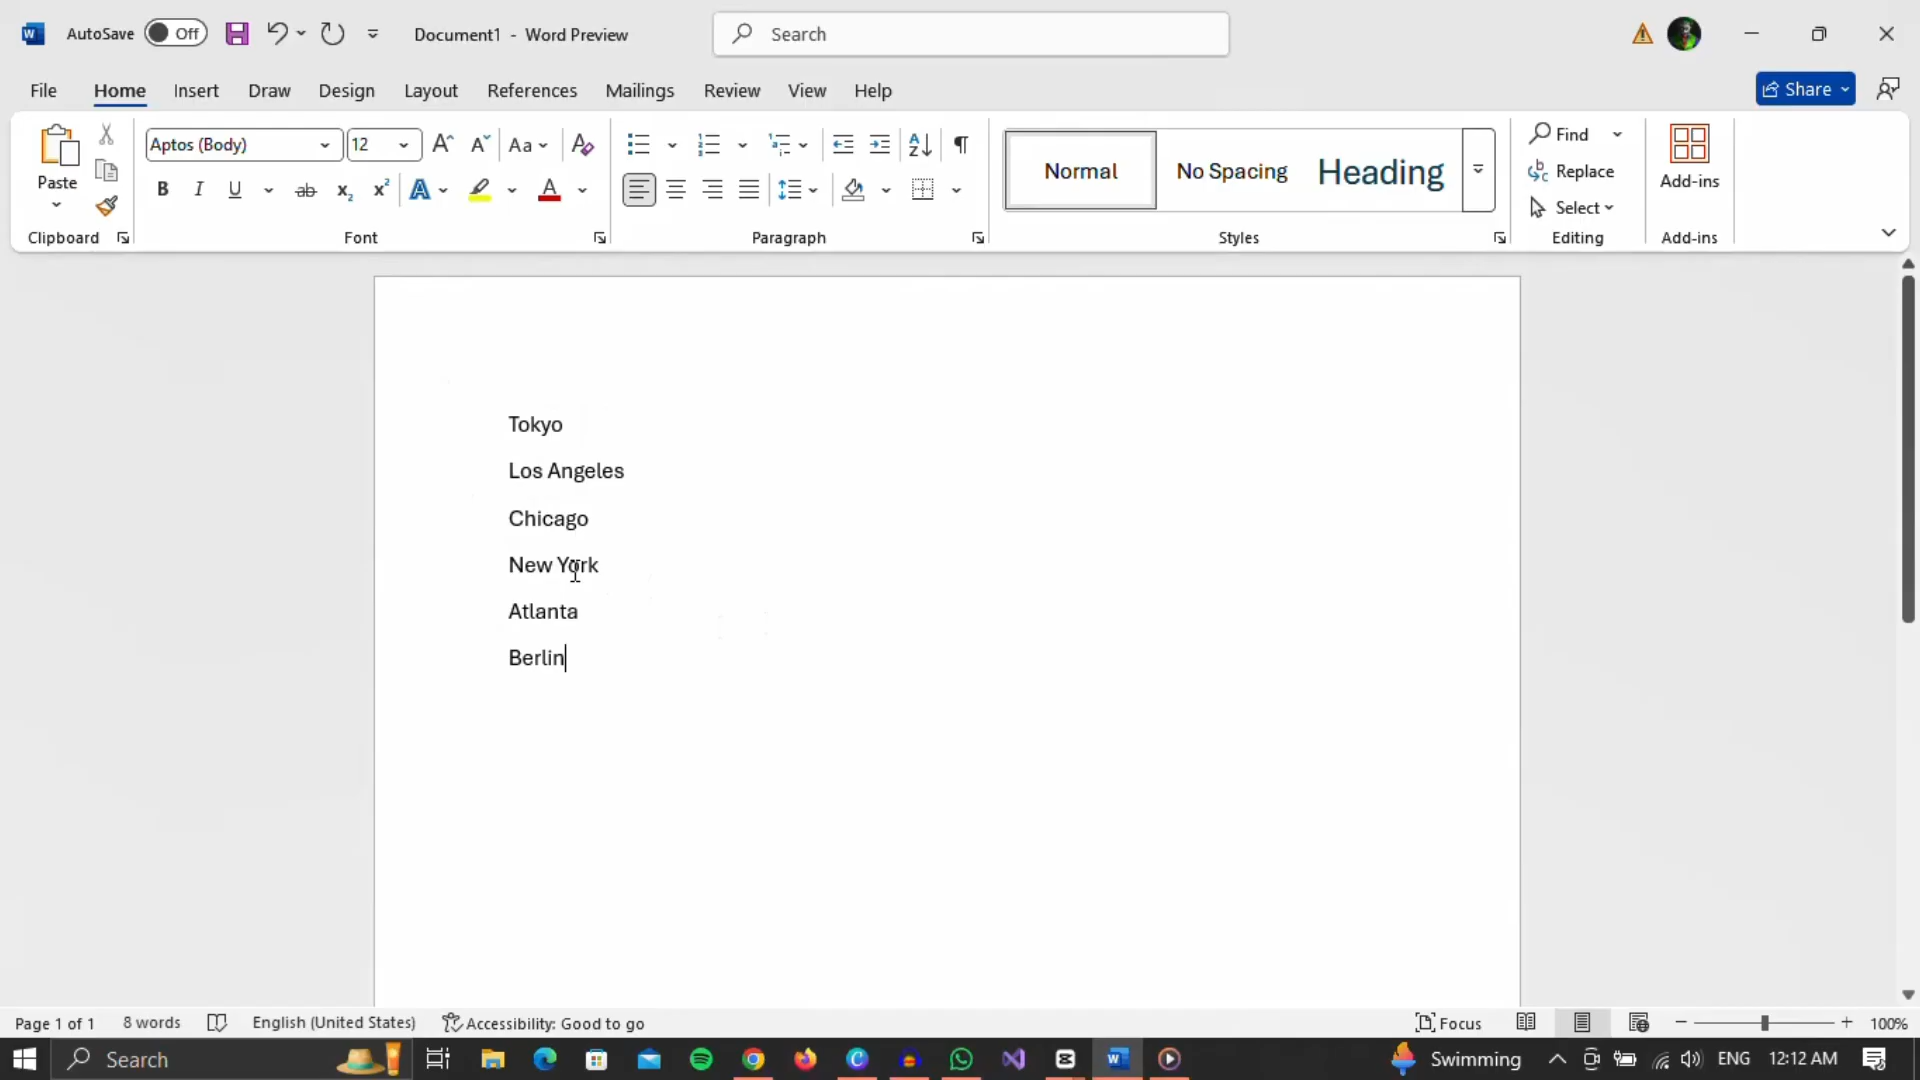 AutoSave Off Document1 - Word Preview Search
File Home Insert Draw Design Layout References Mailings Review View Help Share
Paste Aptos (Body) 12 Aa Normal No Spacing Heading Find Replace Select Add-ins
Clipboard Font Paragraph Styles Editing Add-ins
Tokyo
Los Angeles
Chicago
New York
Atlanta
Berlin
Page 1 of 1 8 words English (United States) Accessibility: Good to go Focus 100%
Search Swimming ENG 12:12 AM